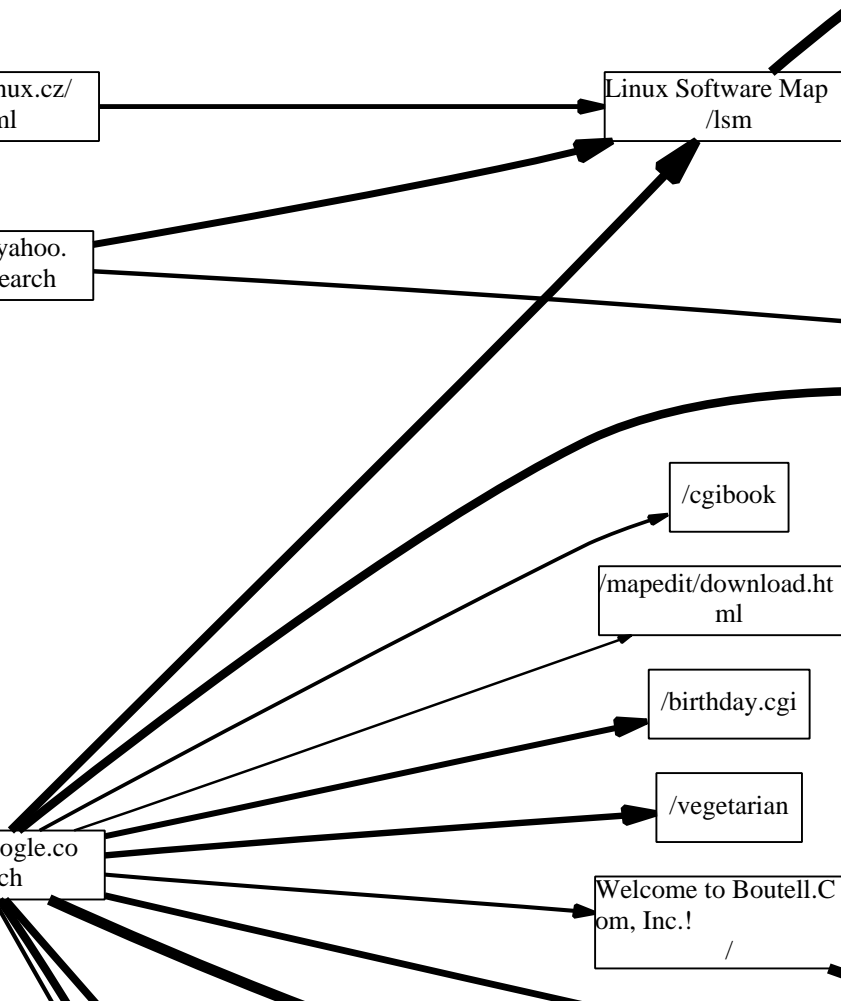 nux.cz/
ml
Linux Software Map
/lsm
yahoo.
earch
/cgibook
/mapedit/download.ht
ml
/birthday.cgi
/vegetarian
ogle.co
ch
Welcome to Boutell.C
om, Inc.!
/